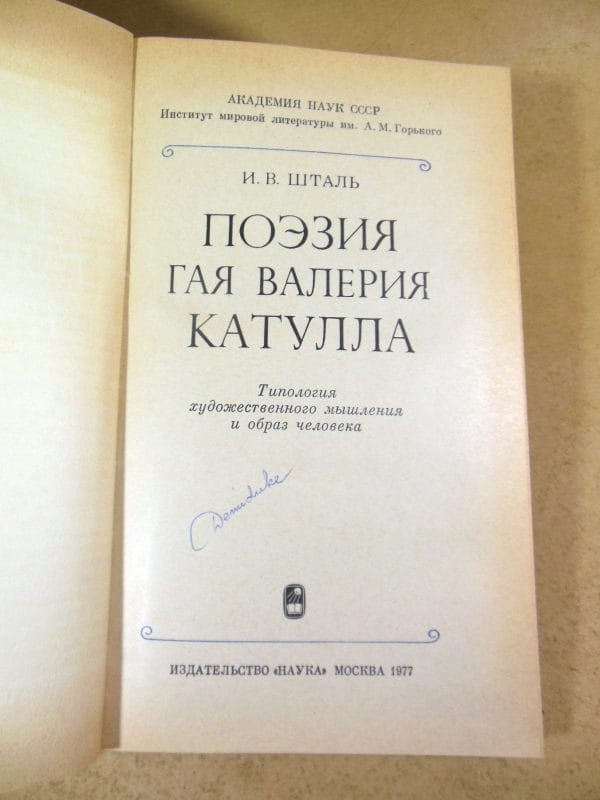 АКАДЕМИЯ НАУК СССР
Институт мировой литературы им. А. М. Горького
И. В. ШТАЛЬ
ПОЭЗИЯ
ГАЯ ВАЛЕРИЯ
КАТУЛЛА
Типология
художественного мышления
и образ человека
ИЗДАТЕЛЬСТВО «НАУКА» МОСКВА 1977